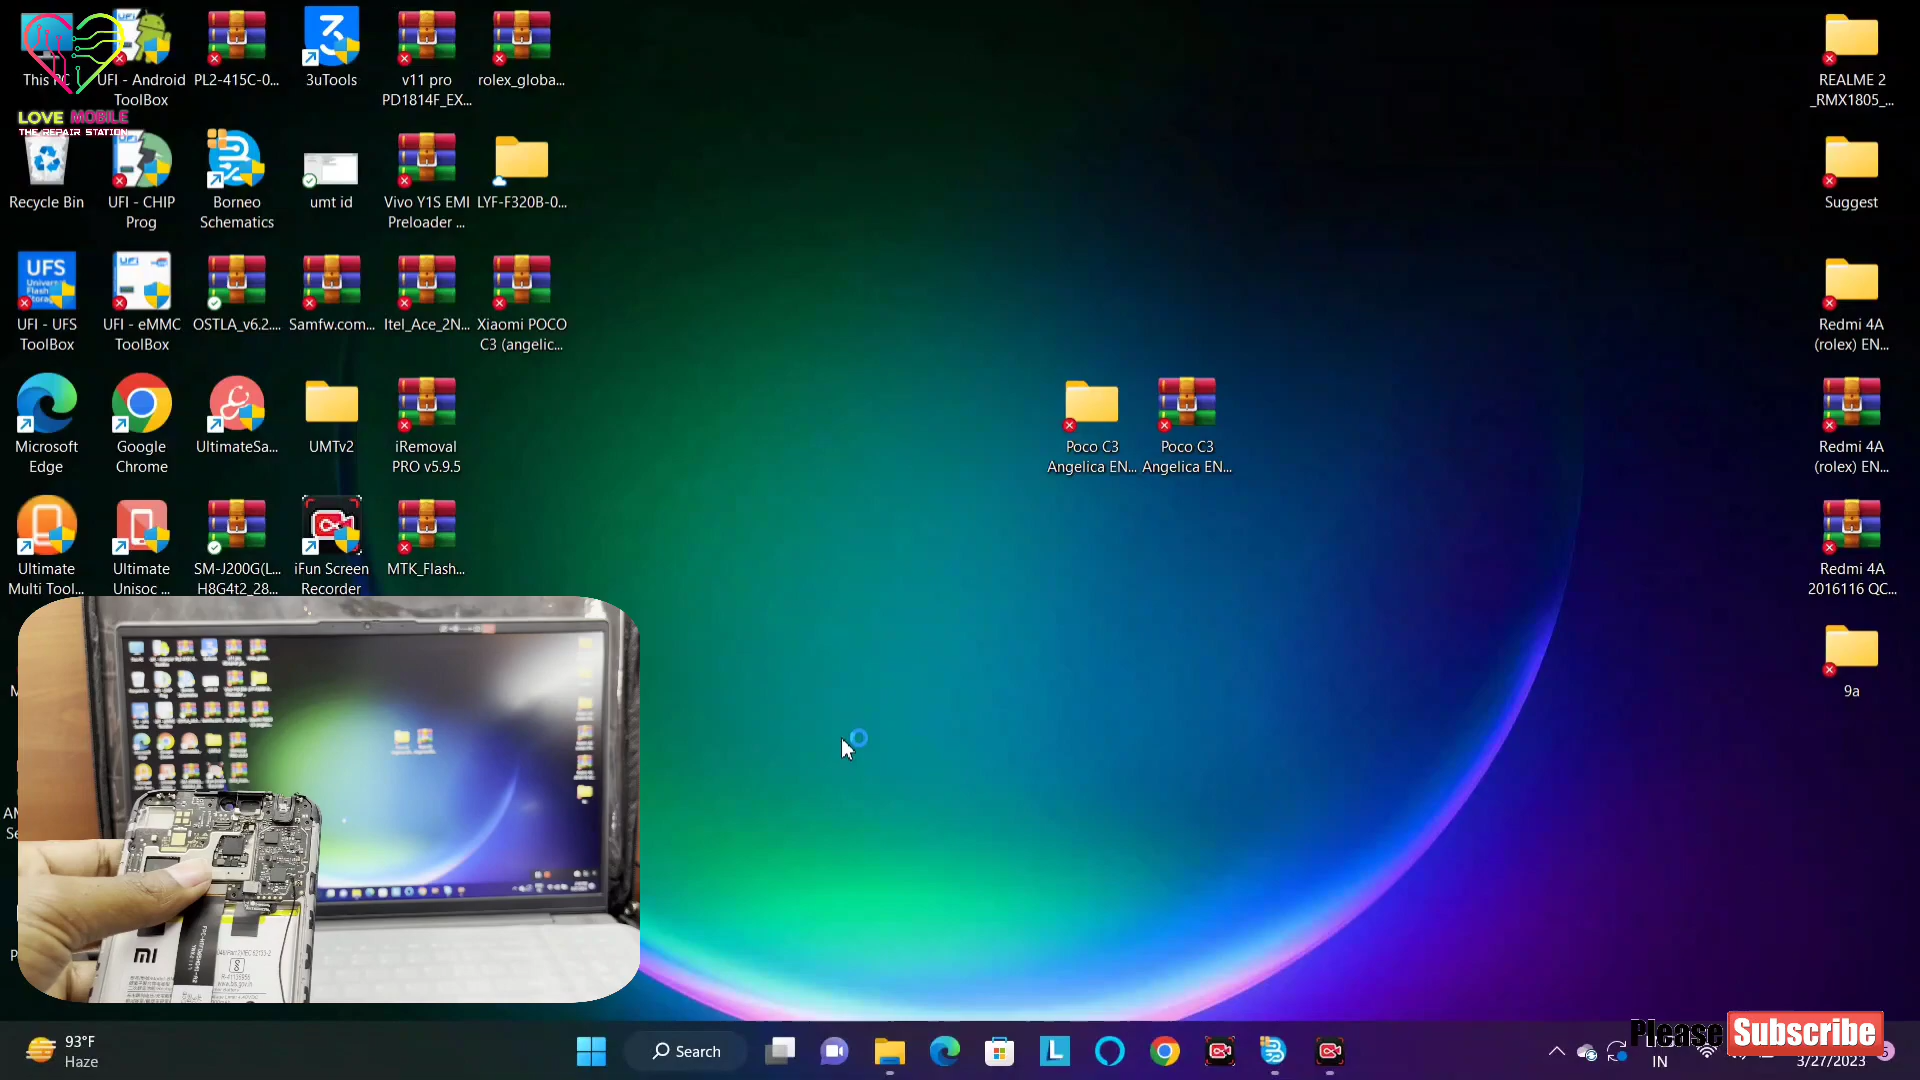 This PC
UFI - Android
ToolBox
PL2-415C-0...
3uTools
v11 pro
PD1814F_EX...
rolex_globa...
REALME 2
_RMX1805_...
LOVE MOBILE
THE REPAIR STATION
Recycle Bin
UFI - CHIP
Prog
Borneo
Schematics
umt id
Vivo Y1S EMI
Preloader ...
LYF-F320B-0...
Suggest
UFS
UFI - UFS
ToolBox
UFI - eMMC
ToolBox
OSTLA_v6.2....
Samfw.com...
Itel_Ace_2N...
Xiaomi POCO
C3 (angelic...
Redmi 4A
(rolex) EN...
Microsoft
Edge
Google
Chrome
UltimateSa...
UMTv2
iRemoval
PRO v5.9.5
Poco C3
Angelica EN...
Poco C3
Angelica EN...
Redmi 4A
(rolex) EN...
Ultimate
Multi Tool...
Ultimate
Unisoc ...
SM-J200G(L...
H8G4t2_28...
iFun Screen
Recorder
MTK_Flash...
Redmi 4A
2016116 QC...
9a
93°F
Haze
Search
Please Subscribe
IN
3/27/2023